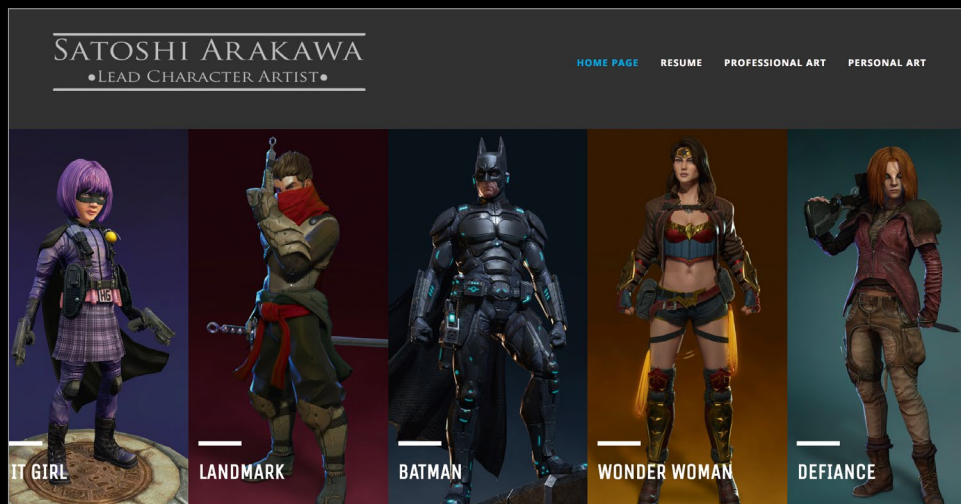 SATOSHI ARAKAWA
•LEAD CHARACTER ARTIST•
HOME PAGE RESUME PROFESSIONAL ART PERSONAL ART
HG
IT GIRL
LANDMARK
BATMAN
WONDER WOMAN
DEFIANCE